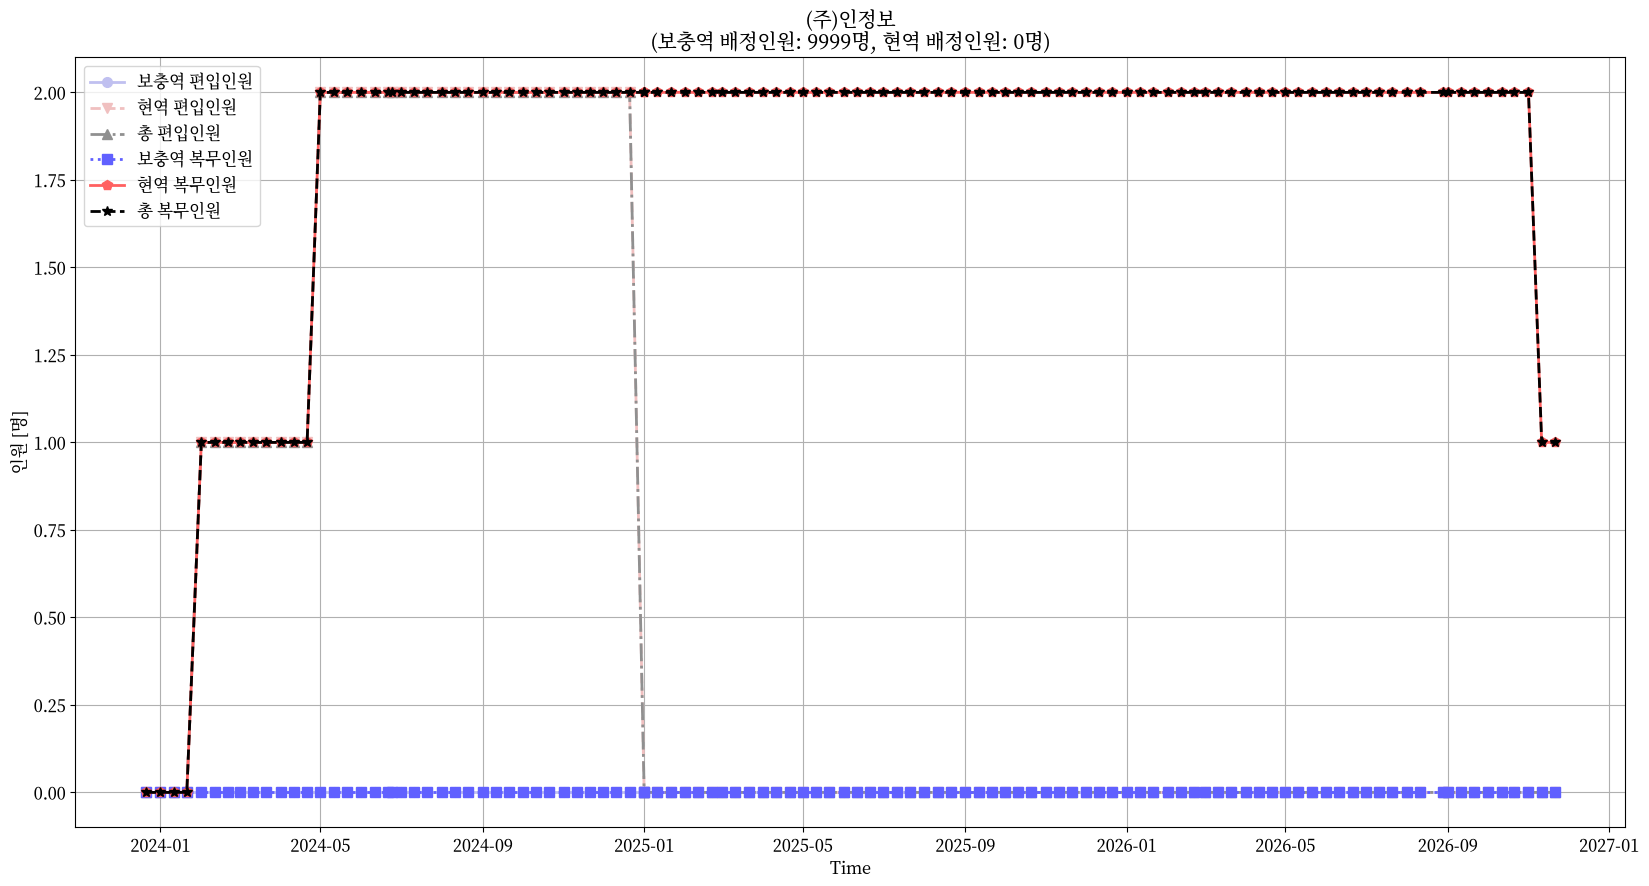 (주)인정보
(보충역 배정인원: 9999명, 현역 배정인원: 0명)
보충역 편입인원
현역 편입인원
총 편입인원
보충역 복무인원
현역 복무인원
총 복무인원
인원 [명]
2.00
1.75
1.50
1.25
1.00
0.75
0.50
0.25
0.00
2024-01 2024-05 2024-09 2025-01 2025-05 2025-09 2026-01 2026-05 2026-09 2027-01
Time